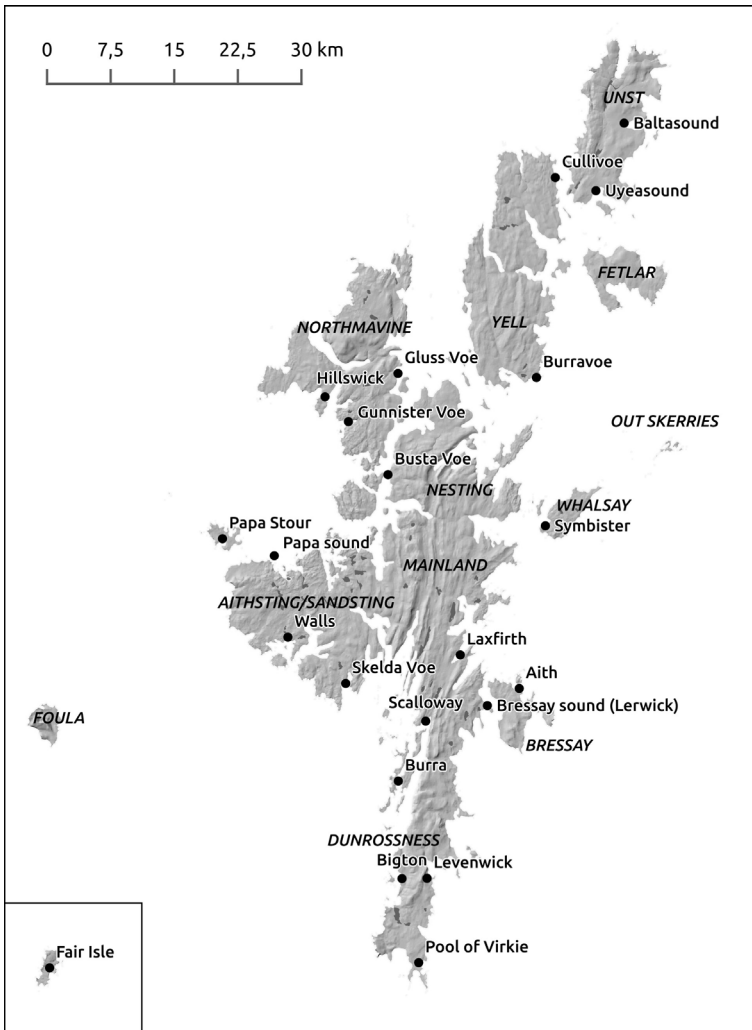 0 7,5 15 22,5 30 km
UNST
Baltasound
Cullivoe
Uyeasound
FETLAR
NORTHMAVINE
YELL
Gluss Voe
Burravoe
Hillswick
Gunnister Voe
OUT SKERRIES
Busta Voe
NESTING
WHALSAY
Papa Stour
Symbister
Papa sound
MAINLAND
AITHSTING/SANDSTING
Walls
Laxfirth
Skelda Voe
Aith
Scalloway
Bressay sound (Lerwick)
FOULA
BRESSAY
Burra
DUNROSSNESS
Bigton
Levenwick
Pool of Virkie
Fair Isle